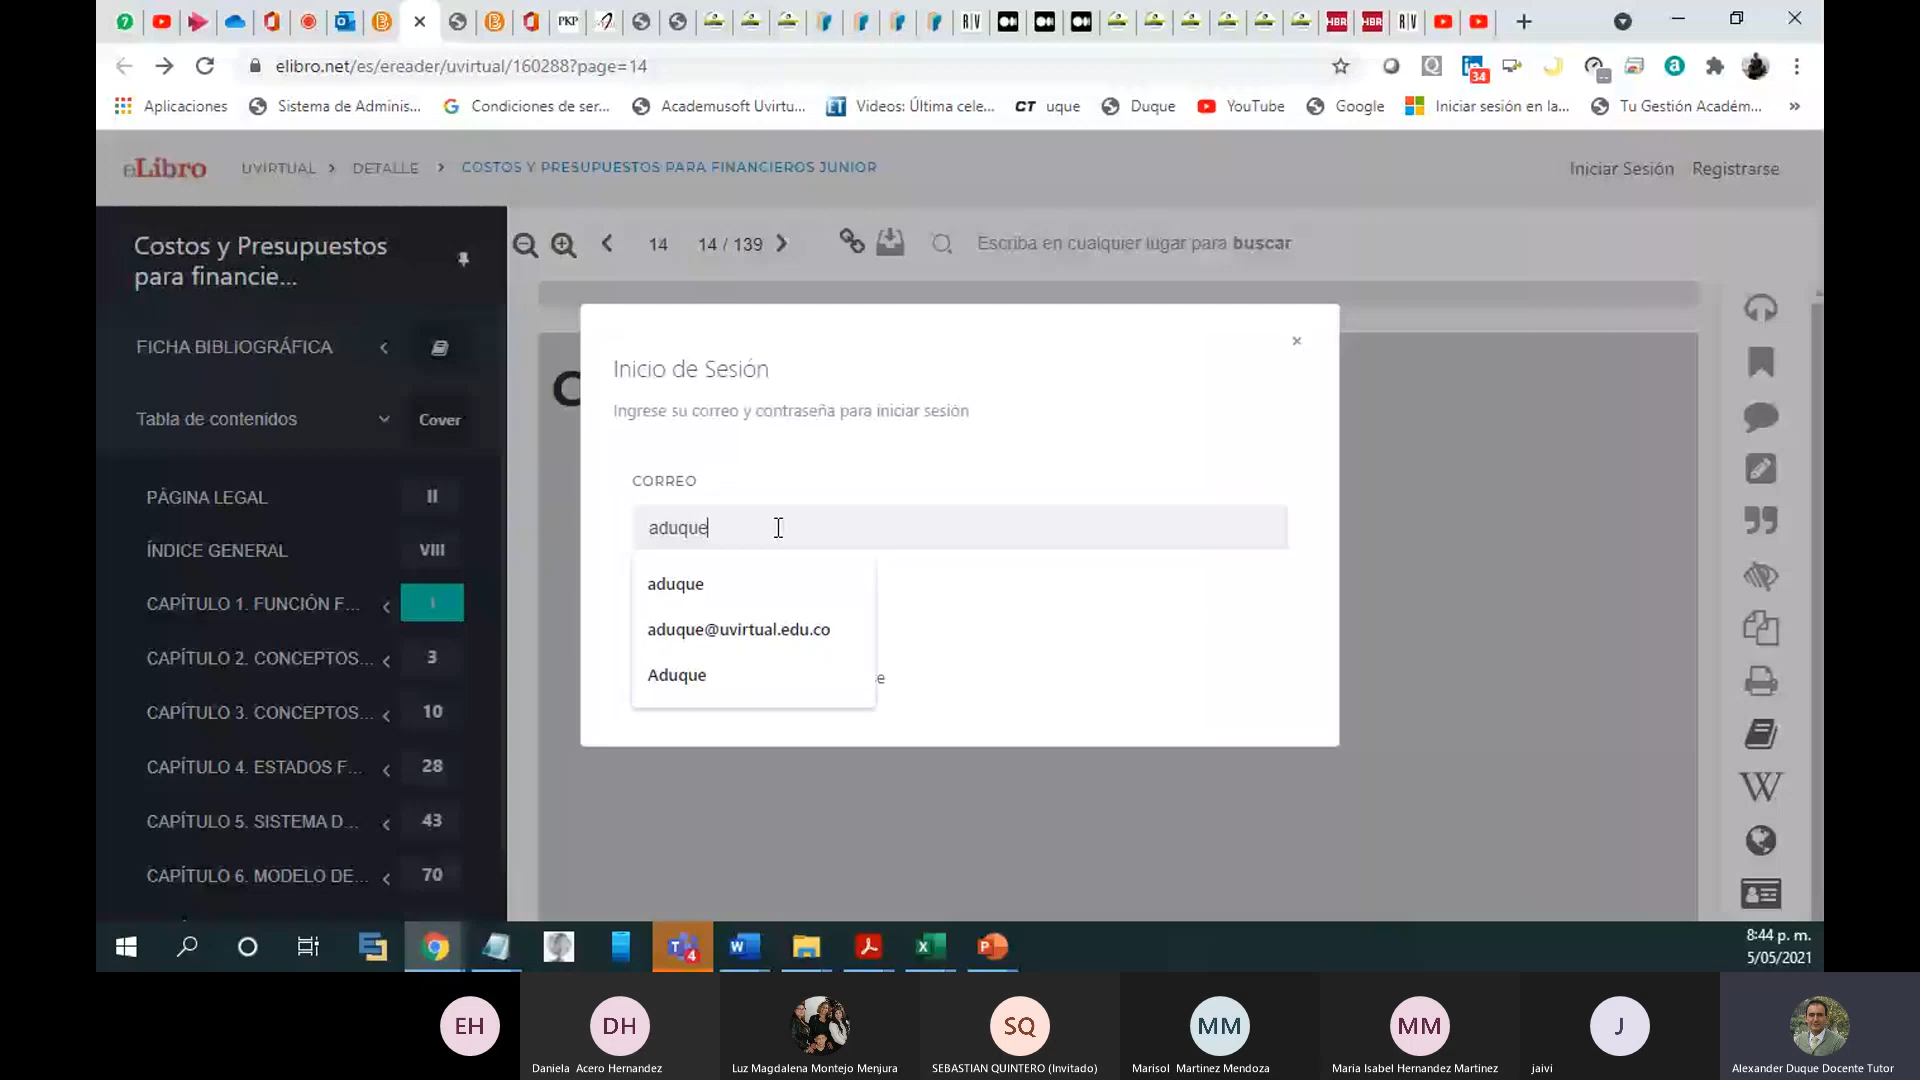 elibro.net/es/ereader/uvirtual/160288?page=14
34
Aplicaciones
Sistema de Adminis...
Condiciones de ser...
Academusoft Uvirtu...
ET
Videos: Última cele...
CT
uque
Duque
YouTube
Google
Iniciar sesión en la...
Tu Gestión Académ...
»
PKP
R|V
R|V
HBR
HBR
R|V
eLibro
UVIRTUAL
DETALLE
COSTOS Y PRESUPUESTOS PARA FINANCIEROS JUNIOR
Iniciar Sesión
Registrarse
Costos y Presupuestos
para financie...
14
14 / 139
Escriba en cualquier lugar para buscar
FICHA BIBLIOGRÁFICA
Tabla de contenidos
Cover
PÁGINA LEGAL
II
ÍNDICE GENERAL
VIII
CAPÍTULO 1. FUNCIÓN F...
CAPÍTULO 2. CONCEPTOS...
3
CAPÍTULO 3. CONCEPTOS...
10
CAPÍTULO 4. ESTADOS F...
28
CAPÍTULO 5. SISTEMA D...
43
CAPÍTULO 6. MODELO DE...
70
C
Inicio de Sesión
Ingrese su correo y contraseña para iniciar sesión
CORREO
aduque
aduque
aduque@uvirtual.edu.co
Aduque
e
W
4
8:44 p. m.
5/05/2021
EH
DH
Daniela Acero Hernandez
Luz Magdalena Montejo Menjura
SQ
SEBASTIAN QUINTERO (Invitado)
MM
Marisol Martinez Mendoza
MM
Maria Isabel Hernandez Martinez
J
jaivi
Alexander Duque Docente Tutor